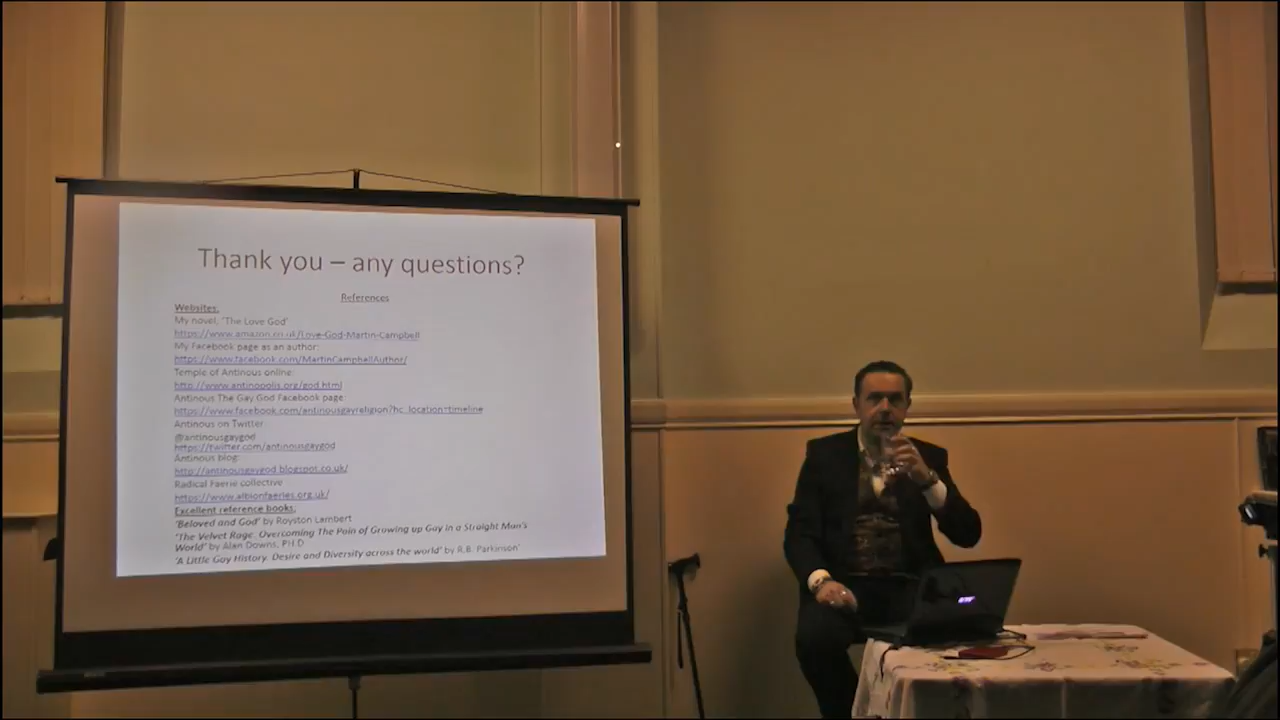 Thank you – any questions?
References
Websites:
My novel, 'The Love God'
https://www.amazon.co.uk/Love-God-Martin-Campbell
My Facebook page as an author:
https://www.facebook.com/MartinCampbellAuthor/
Temple of Antinous online:
http://www.antinopolis.org/god.html
Antinous The Gay God Facebook page:
https://www.facebook.com/antinousgayreligion?hc_location=timeline
Antinous on Twitter
@antinousgaygod
https://twitter.com/antinousgaygod
Antinous blog:
http://antinousgaygod.blogspot.co.uk/
Radical Faerie collective
https://www.albionfaeries.org.uk/
Excellent reference books:
'Beloved and God' by Royston Lambert
'The Velvet Rage. Overcoming The Pain of Growing up Gay in a Straight Man's
World' by Alan Downs, PH.D
'A Little Gay History. Desire and Diversity across the world' by R.B. Parkinson'